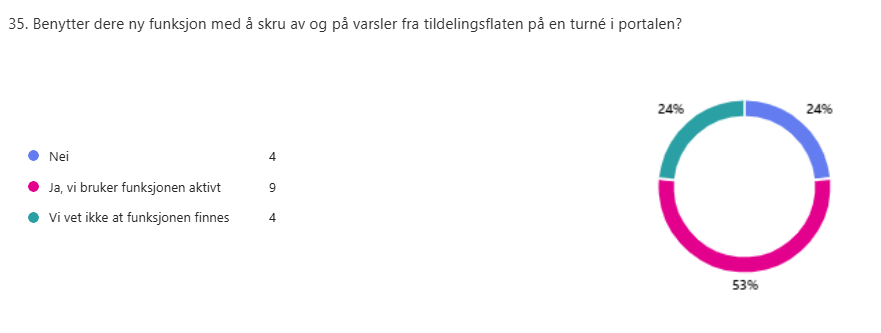 35. Benytter dere ny funksjon med å skru av og på varsler fra tildelingsflaten på en turné i portalen?
24%
24%
Nei 4
Ja, vi bruker funksjonen aktivt 9
Vi vet ikke at funksjonen finnes 4
53%